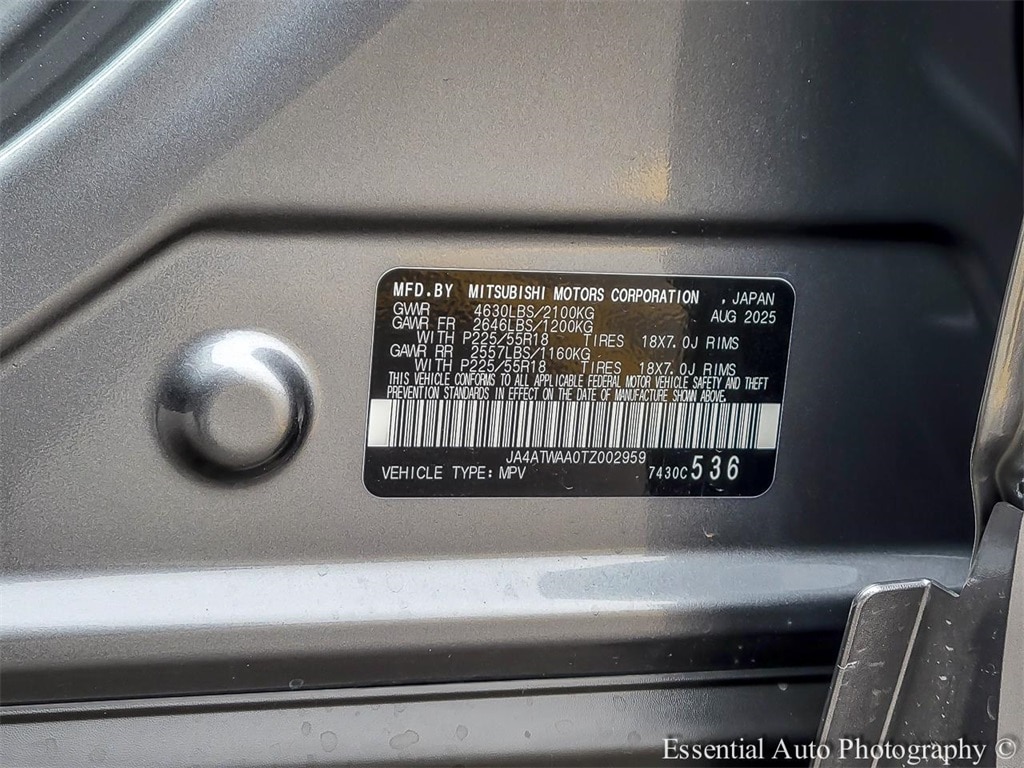 MFD.BY MITSUBISHI MOTORS CORPORATION , JAPAN
GVWR 4630LBS/2100KG AUG 2025
GAWR FR 2646LBS/1200KG
WITH P225/55R18 TIRES 18X7.0J RIMS
GAWR RR 2557LBS/1160KG
WITH P225/55R18 TIRES 18X7.0J RIMS
THIS VEHICLE CONFORMS TO ALL APPLICABLE FEDERAL MOTOR VEHICLE SAFETY AND THEFT
PREVENTION STANDARDS IN EFFECT ON THE DATE OF MANUFACTURE SHOWN ABOVE.
JA4ATWAA0TZ002959
VEHICLE TYPE: MPV 7430C536
Essential Auto Photography ©